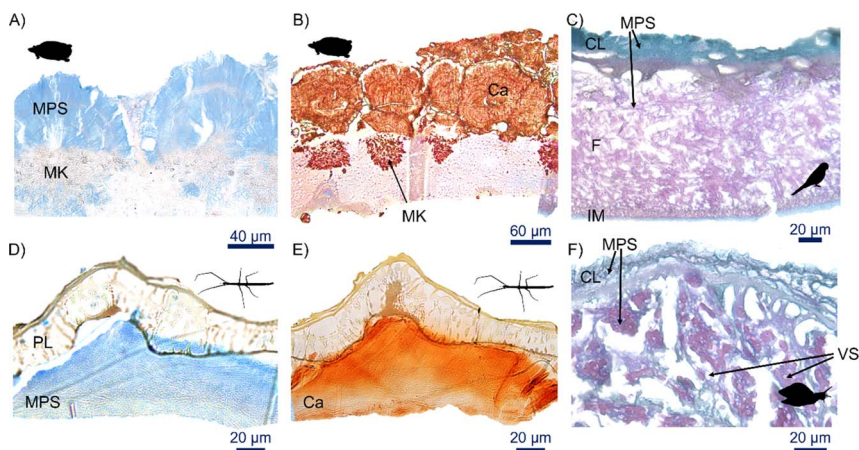 A)
MPS
MK
40 µm
B)
Ca
MK
60 µm
C)
MPS
CL
F
IM
20 µm
D)
PL
MPS
20 µm
E)
Ca
20 µm
F)
MPS
CL
VS
20 µm